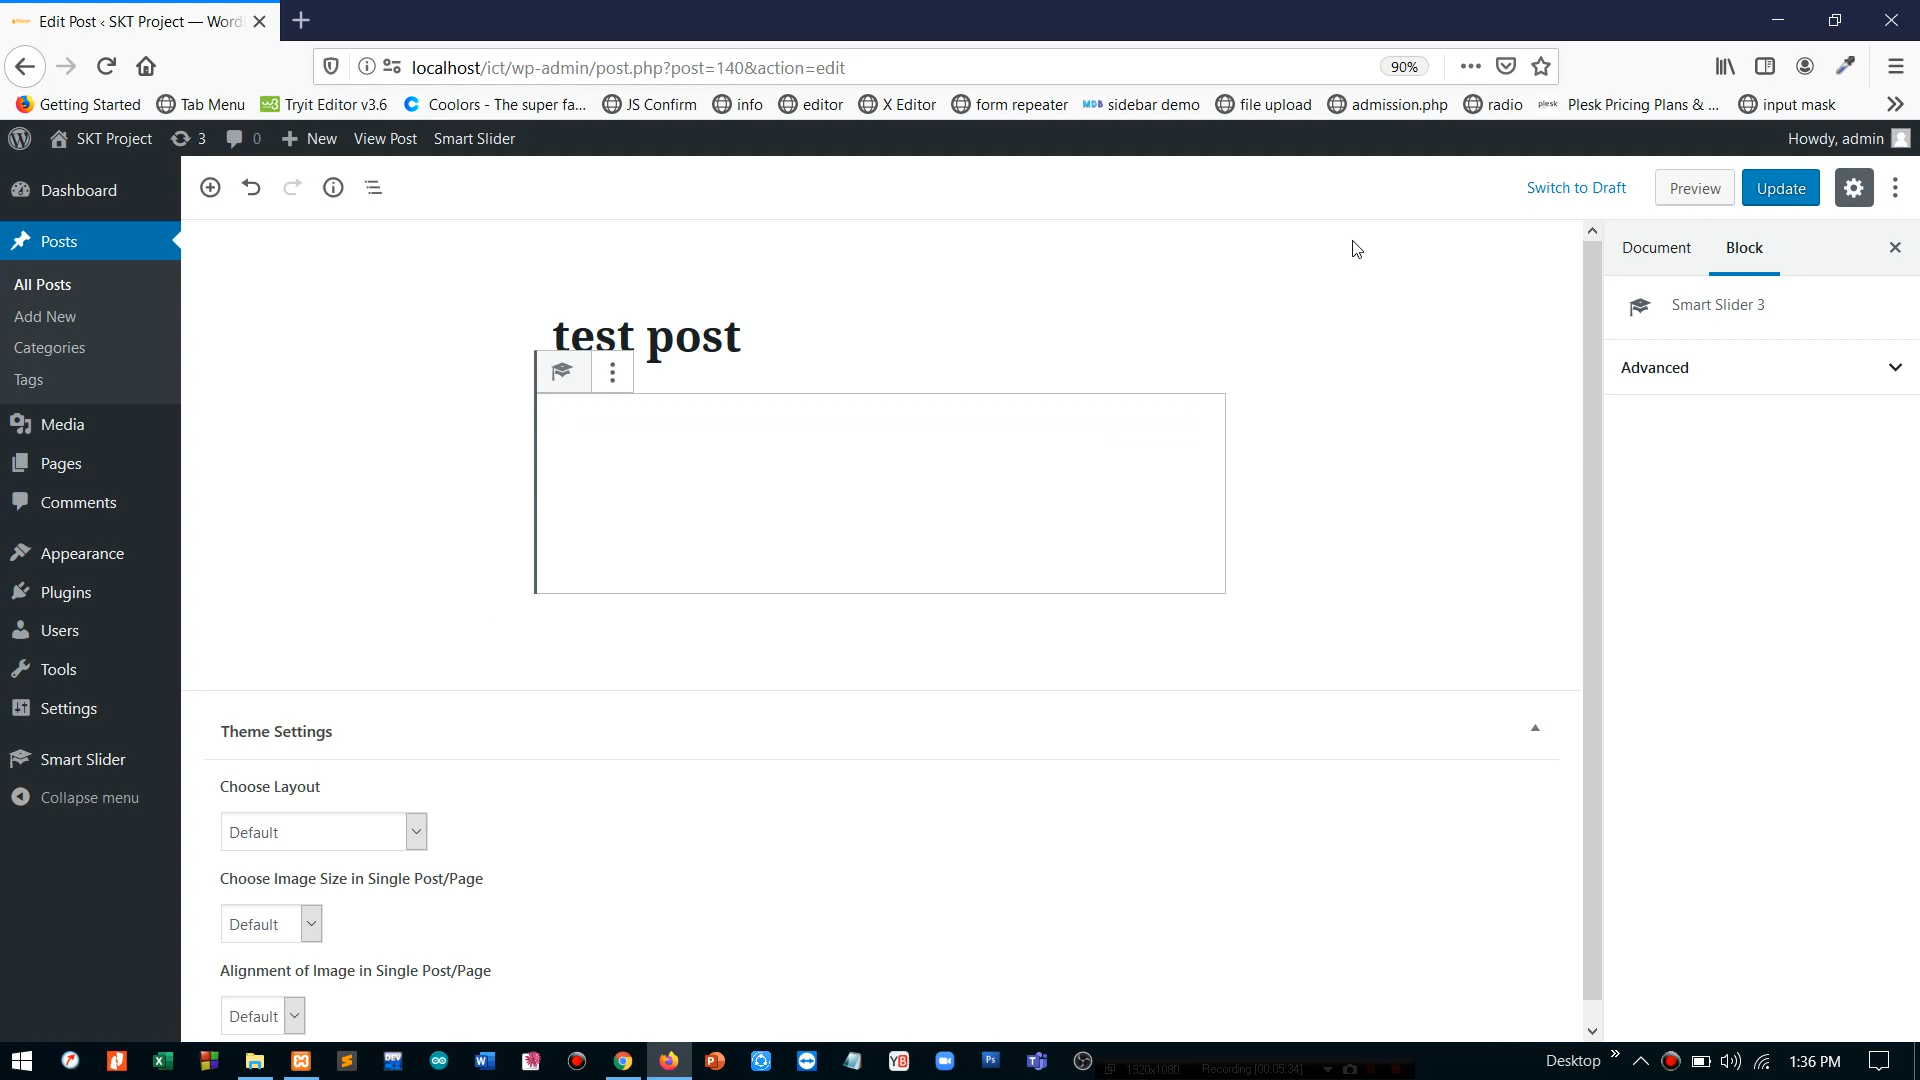 Edit Post ‹ SKT Project — Word
localhost/ict/wp-admin/post.php?post=140&action=edit
90%
Getting Started
Tab Menu
Tryit Editor v3.6
Coolors - The super fa...
JS Confirm
info
editor
X Editor
form repeater
sidebar demo
file upload
admission.php
radio
plesk
Plesk Pricing Plans & ...
input mask
SKT Project
3
0
New
View Post
Smart Slider
Howdy, admin
Dashboard
Posts
All Posts
Add New
Categories
Tags
Media
Pages
Comments
Appearance
Plugins
Users
Tools
Settings
Smart Slider
Collapse menu
Switch to Draft
Preview
Update
Document
Block
Smart Slider 3
Advanced
test post
Theme Settings
Choose Layout
Default
Choose Image Size in Single Post/Page
Default
Alignment of Image in Single Post/Page
Default
1920x1080
Recording [00:05:34]
Desktop
1:36 PM